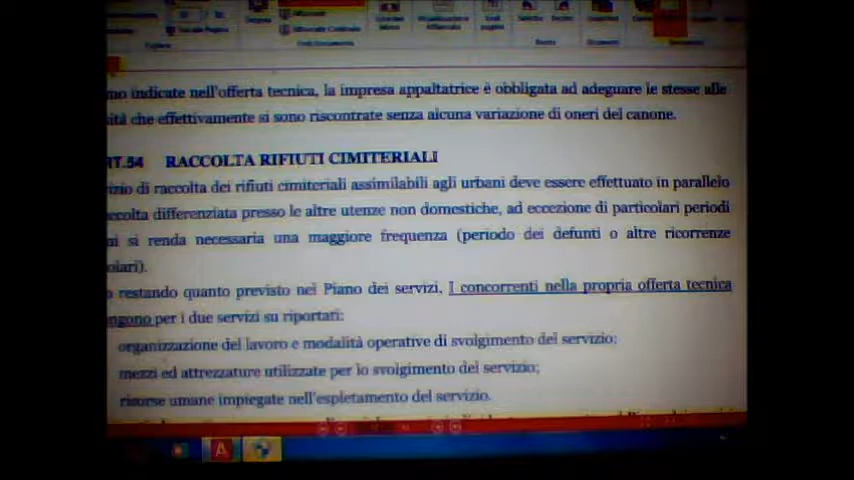 mo indicate nell'offerta tecnica, la impresa appaltatrice è obbligata ad adeguare le stesse alle
ità che effettivamente si sono riscontrate senza alcuna variazione di oneri del canone.
RT.54 RACCOLTA RIFIUTI CIMITERIALI
izio di raccolta dei rifiuti cimiteriali assimilabili agli urbani deve essere effettuato in parallelo
ccolta differenziata presso le altre utenze non domestiche, ad eccezione di particolari periodi
ui si renda necessaria una maggiore frequenza (periodo dei defunti o altre ricorrenze
olari).
o restando quanto previsto nel Piano dei servizi, I concorrenti nella propria offerta tecnica
ngono per i due servizi su riportati:
organizzazione del lavoro e modalità operative di svolgimento del servizio;
mezzi ed attrezzature utilizzate per lo svolgimento del servizio;
risorse umane impiegate nell'espletamento del servizio.